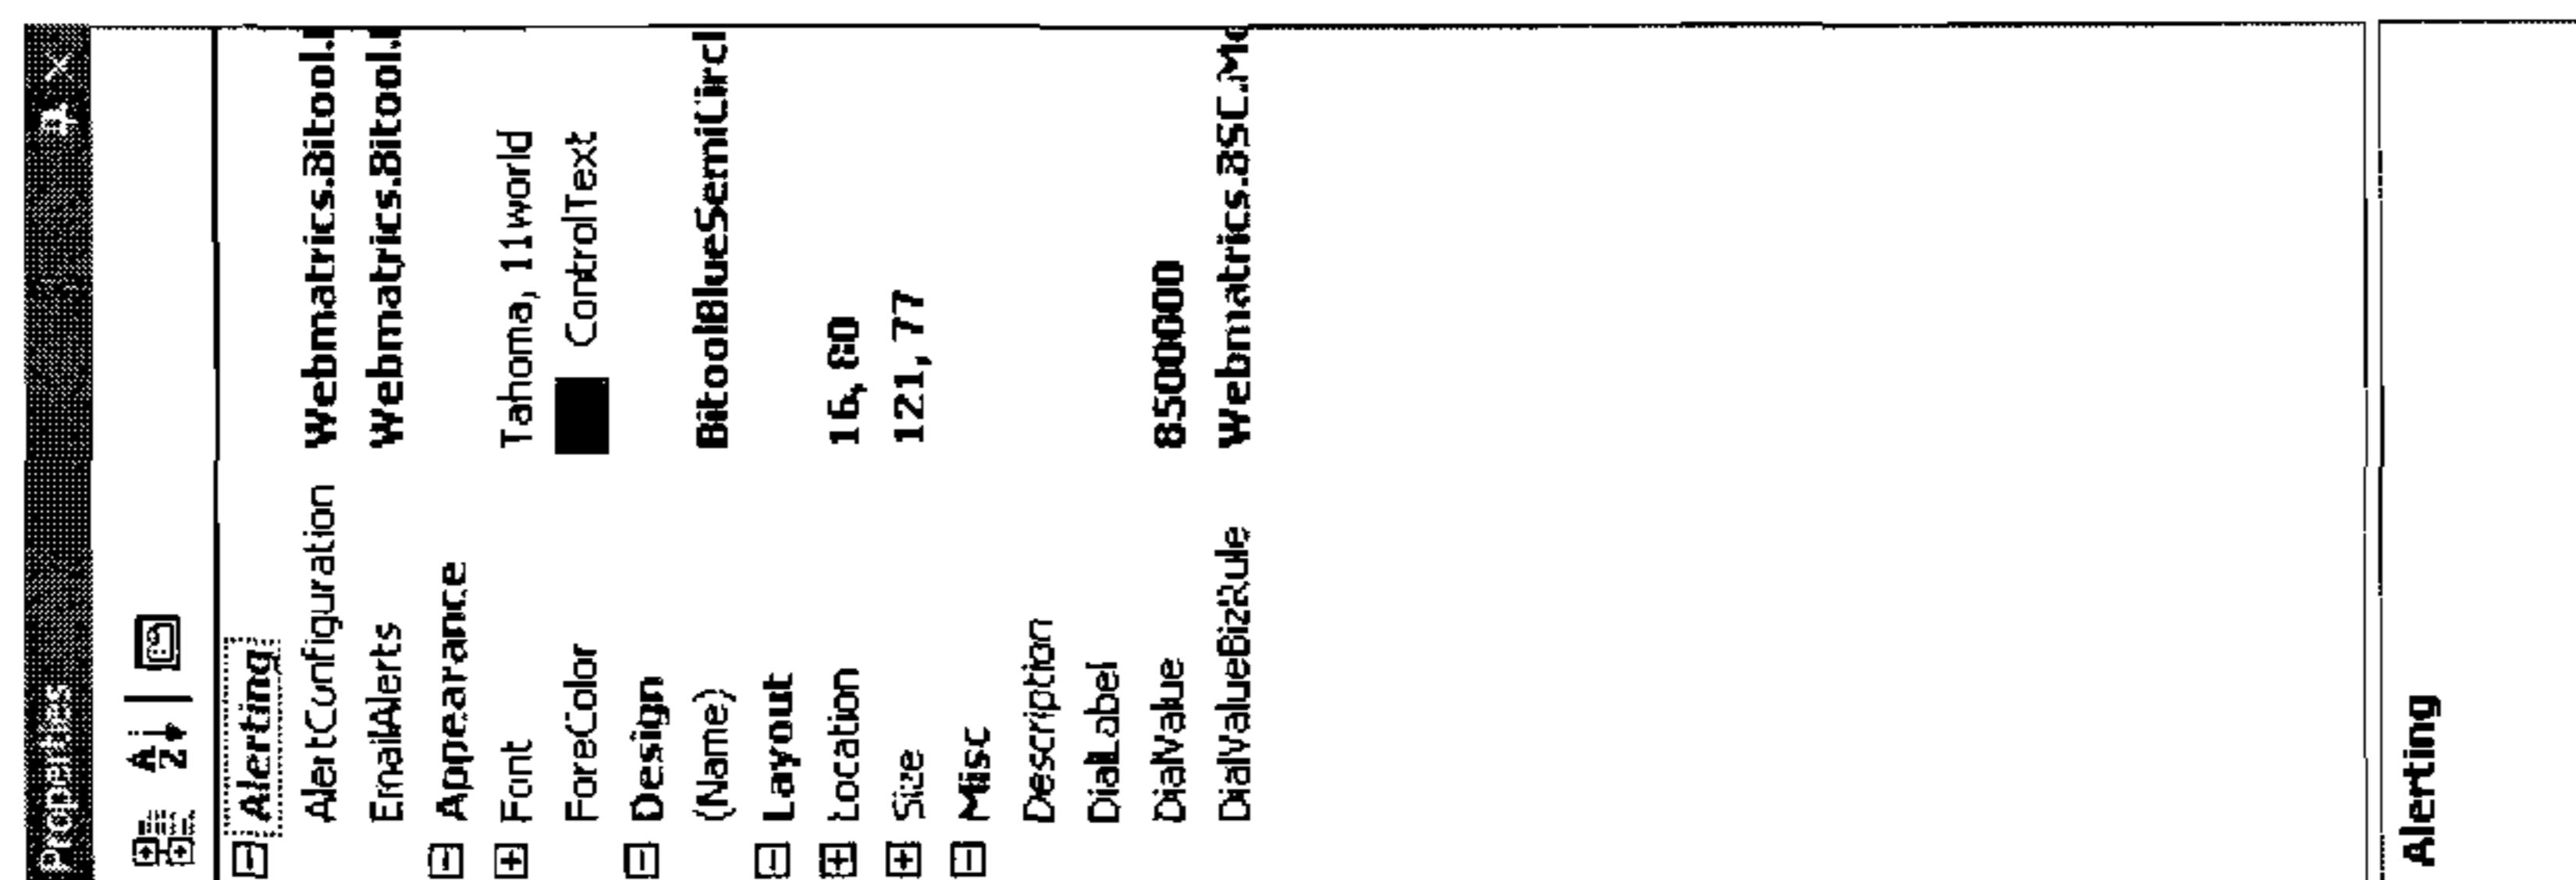 Properties
Alerting
AlertConfiguration Webmatrics.Bitool.
EmailAlerts Webmatrics.Bitool.
Appearance
Font Tahoma, 11world
ForeColor ControlText
Design
(Name) BitoolBlueSemiCircl
Layout
Location 16, 80
Size 121, 77
Misc
Description
DialLabel
DialValue 8500000
DialValueBizRule Webmatrics.BSC.Mo
Alerting